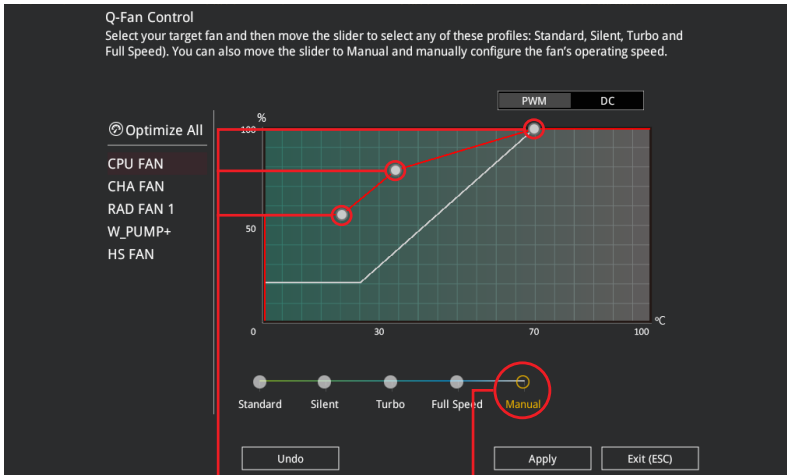 Q-Fan Control
Select your target fan and then move the slider to select any of these profiles: Standard, Silent, Turbo and
Full Speed). You can also move the slider to Manual and manually configure the fan's operating speed.
PWM DC
Optimize All
CPU FAN
CHA FAN
RAD FAN 1
W_PUMP+
HS FAN
%
100
50
0 30 70 100
ºC
Standard Silent Turbo Full Speed Manual
Undo Apply Exit (ESC)